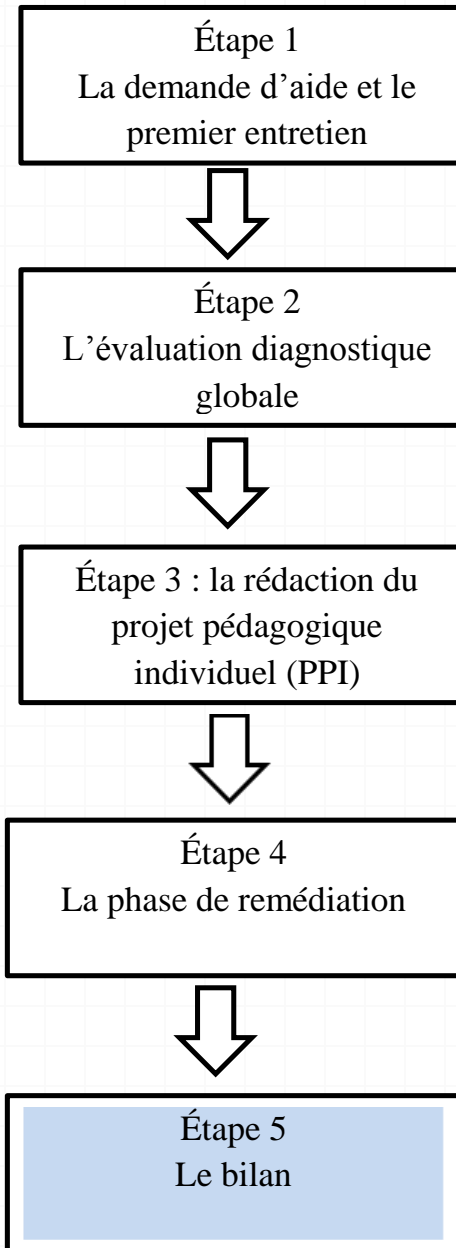 Étape 1
La demande d’aide et le
premier entretien
Étape 2
L’évaluation diagnostique
globale
Étape 3 : la rédaction du
projet pédagogique
individuel (PPI)
Étape 4
La phase de remédiation
Étape 5
Le bilan